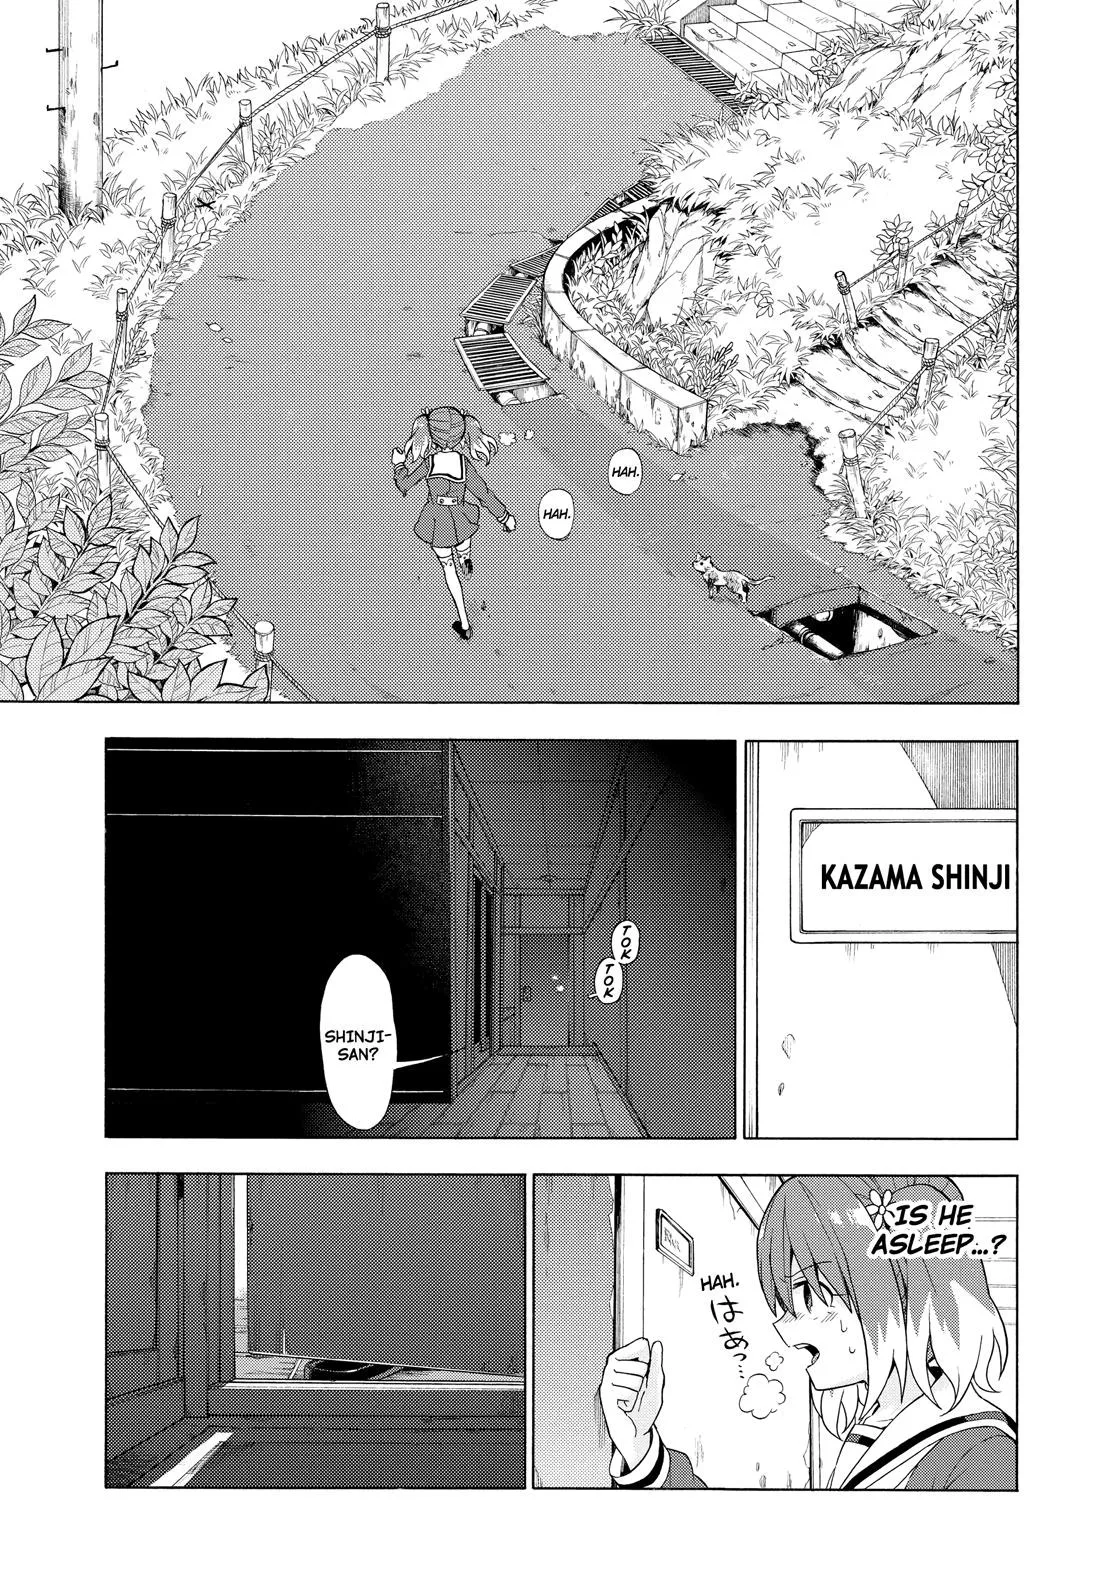 HAH.
HAH.
KAZAMA SHINJI
TOK
TOK
SHINJI-
SAN?
IS HE
ASLEEP...?
HAH.
はあっ…